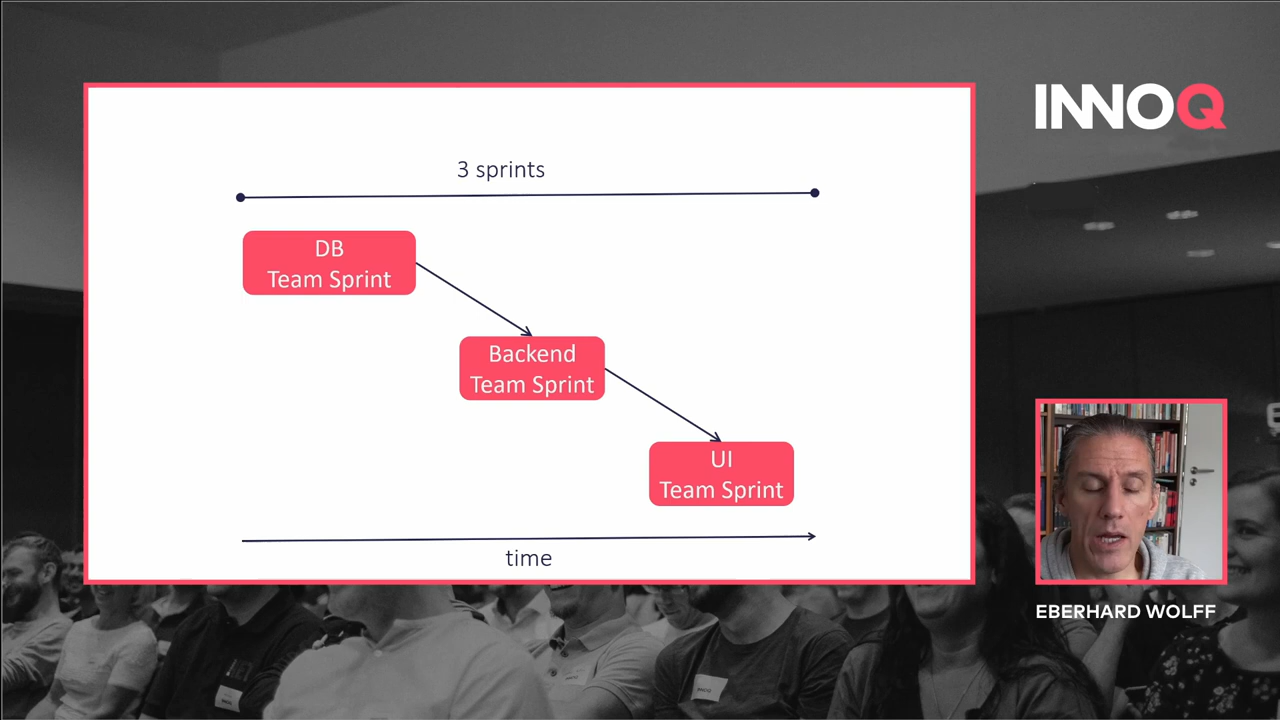 3 sprints
DB
Team Sprint
Backend
Team Sprint
UI
Team Sprint
time
INNOQ
EBERHARD WOLFF